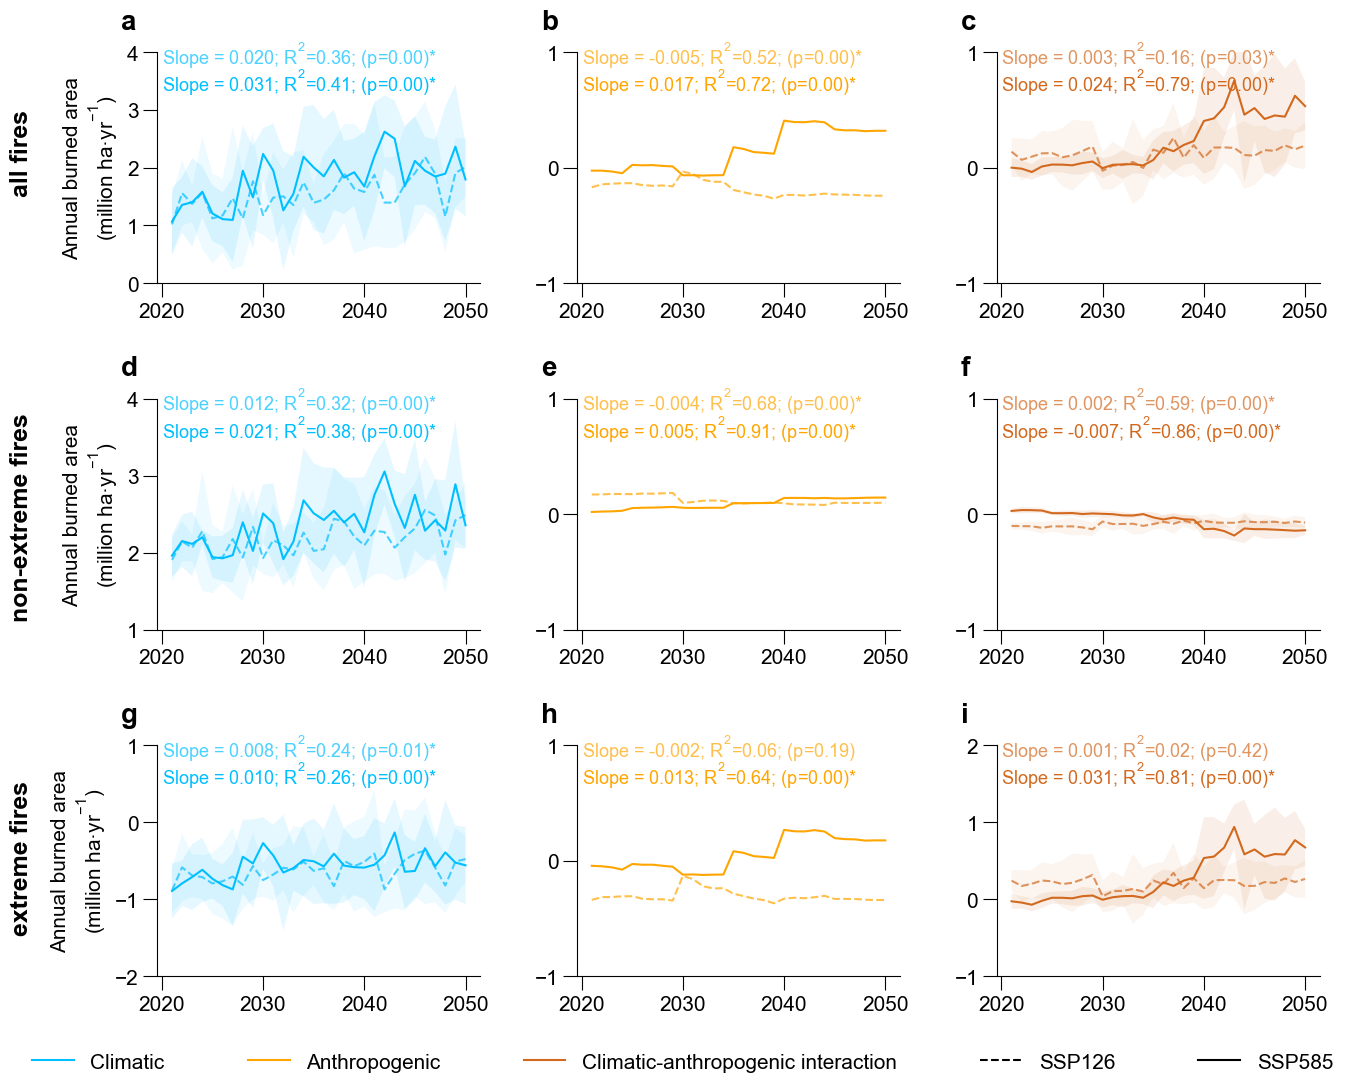 a
b
c
all fires
Annual burned area
(million ha·yr⁻¹)
Slope = 0.020; R²=0.36; (p=0.00)*
Slope = 0.031; R²=0.41; (p=0.00)*
4
3
2
1
0
2020 2030 2040 2050
Slope = -0.005; R²=0.52; (p=0.00)*
Slope = 0.017; R²=0.72; (p=0.00)*
1
0
−1
2020 2030 2040 2050
Slope = 0.003; R²=0.16; (p=0.03)*
Slope = 0.024; R²=0.79; (p=0.00)*
1
0
−1
2020 2030 2040 2050
d
e
f
non-extreme fires
Annual burned area
(million ha·yr⁻¹)
Slope = 0.012; R²=0.32; (p=0.00)*
Slope = 0.021; R²=0.38; (p=0.00)*
4
3
2
1
2020 2030 2040 2050
Slope = -0.004; R²=0.68; (p=0.00)*
Slope = 0.005; R²=0.91; (p=0.00)*
1
0
−1
2020 2030 2040 2050
Slope = 0.002; R²=0.59; (p=0.00)*
Slope = -0.007; R²=0.86; (p=0.00)*
1
0
−1
2020 2030 2040 2050
g
h
i
extreme fires
Annual burned area
(million ha·yr⁻¹)
Slope = 0.008; R²=0.24; (p=0.01)*
Slope = 0.010; R²=0.26; (p=0.00)*
1
0
−1
−2
2020 2030 2040 2050
Slope = -0.002; R²=0.06; (p=0.19)
Slope = 0.013; R²=0.64; (p=0.00)*
1
0
−1
2020 2030 2040 2050
Slope = 0.001; R²=0.02; (p=0.42)
Slope = 0.031; R²=0.81; (p=0.00)*
2
1
0
−1
2020 2030 2040 2050
Climatic Anthropogenic Climatic-anthropogenic interaction SSP126 SSP585